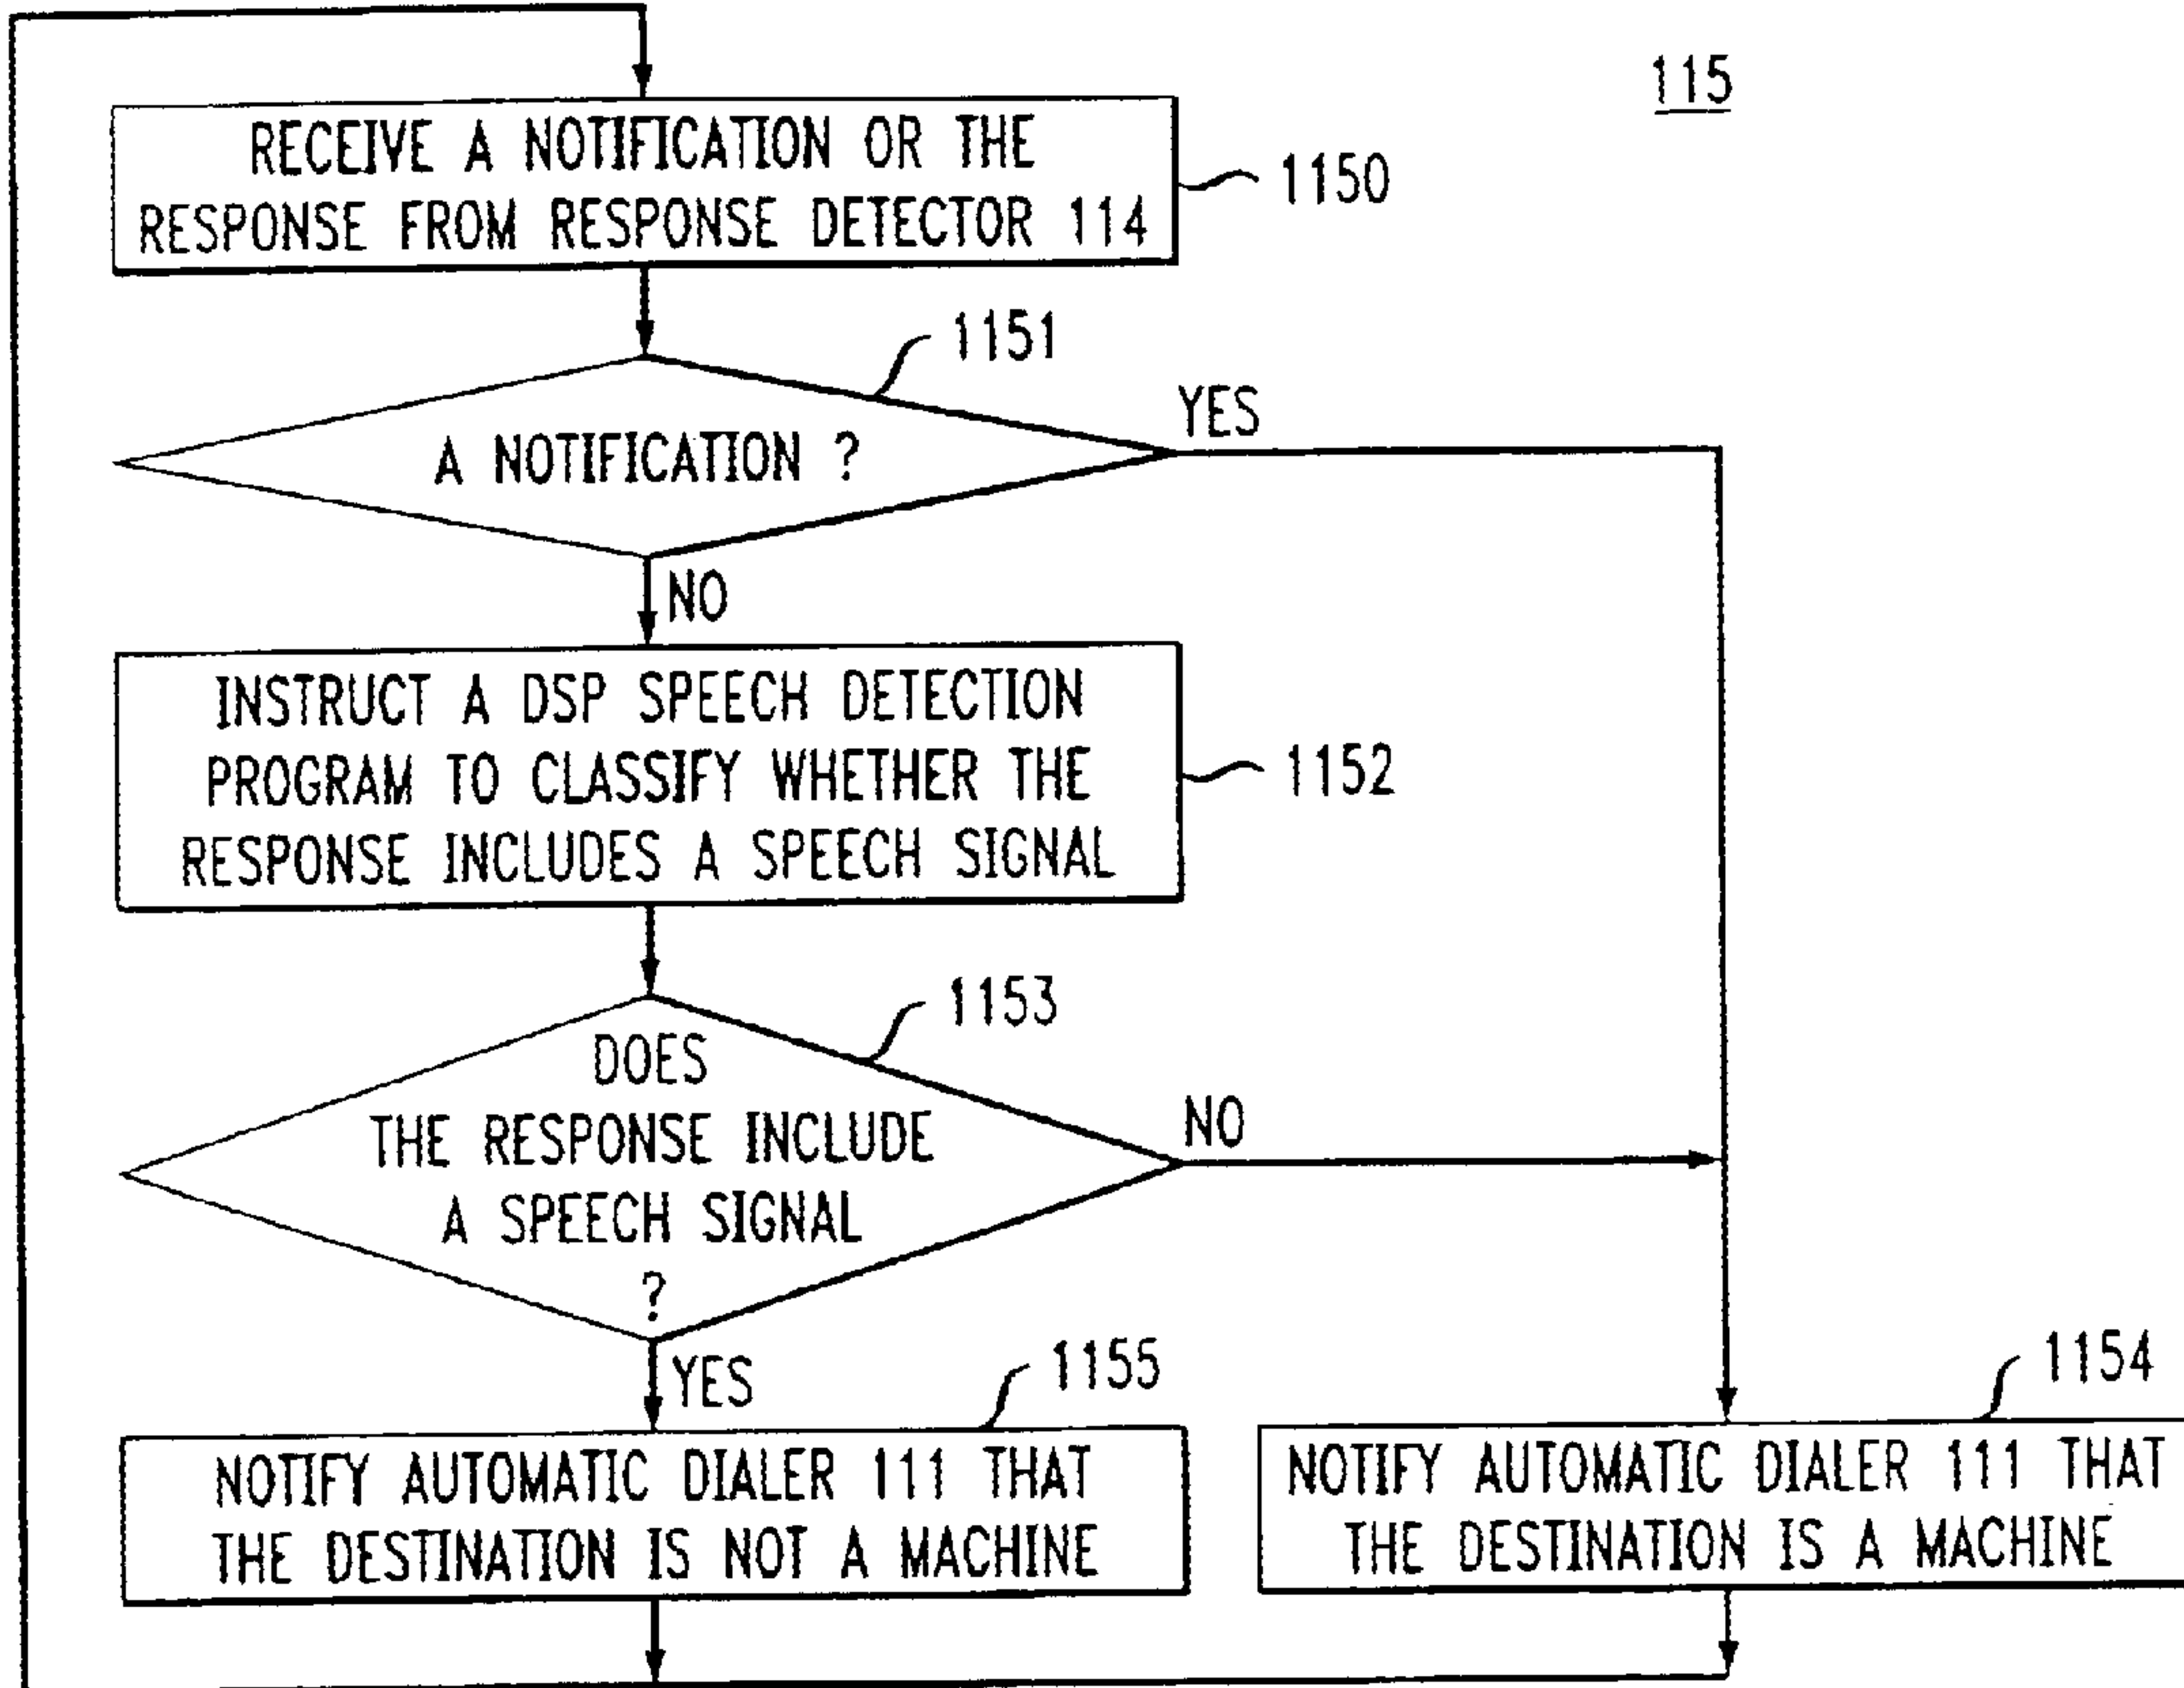 115
RECEIVE A NOTIFICATION OR THE
RESPONSE FROM RESPONSE DETECTOR 114
1150
1151
A NOTIFICATION ?
YES
NO
INSTRUCT A DSP SPEECH DETECTION
PROGRAM TO CLASSIFY WHETHER THE
RESPONSE INCLUDES A SPEECH SIGNAL
1152
1153
DOES
THE RESPONSE INCLUDE
A SPEECH SIGNAL
?
NO
YES
1155
NOTIFY AUTOMATIC DIALER 111 THAT
THE DESTINATION IS NOT A MACHINE
1154
NOTIFY AUTOMATIC DIALER 111 THAT
THE DESTINATION IS A MACHINE